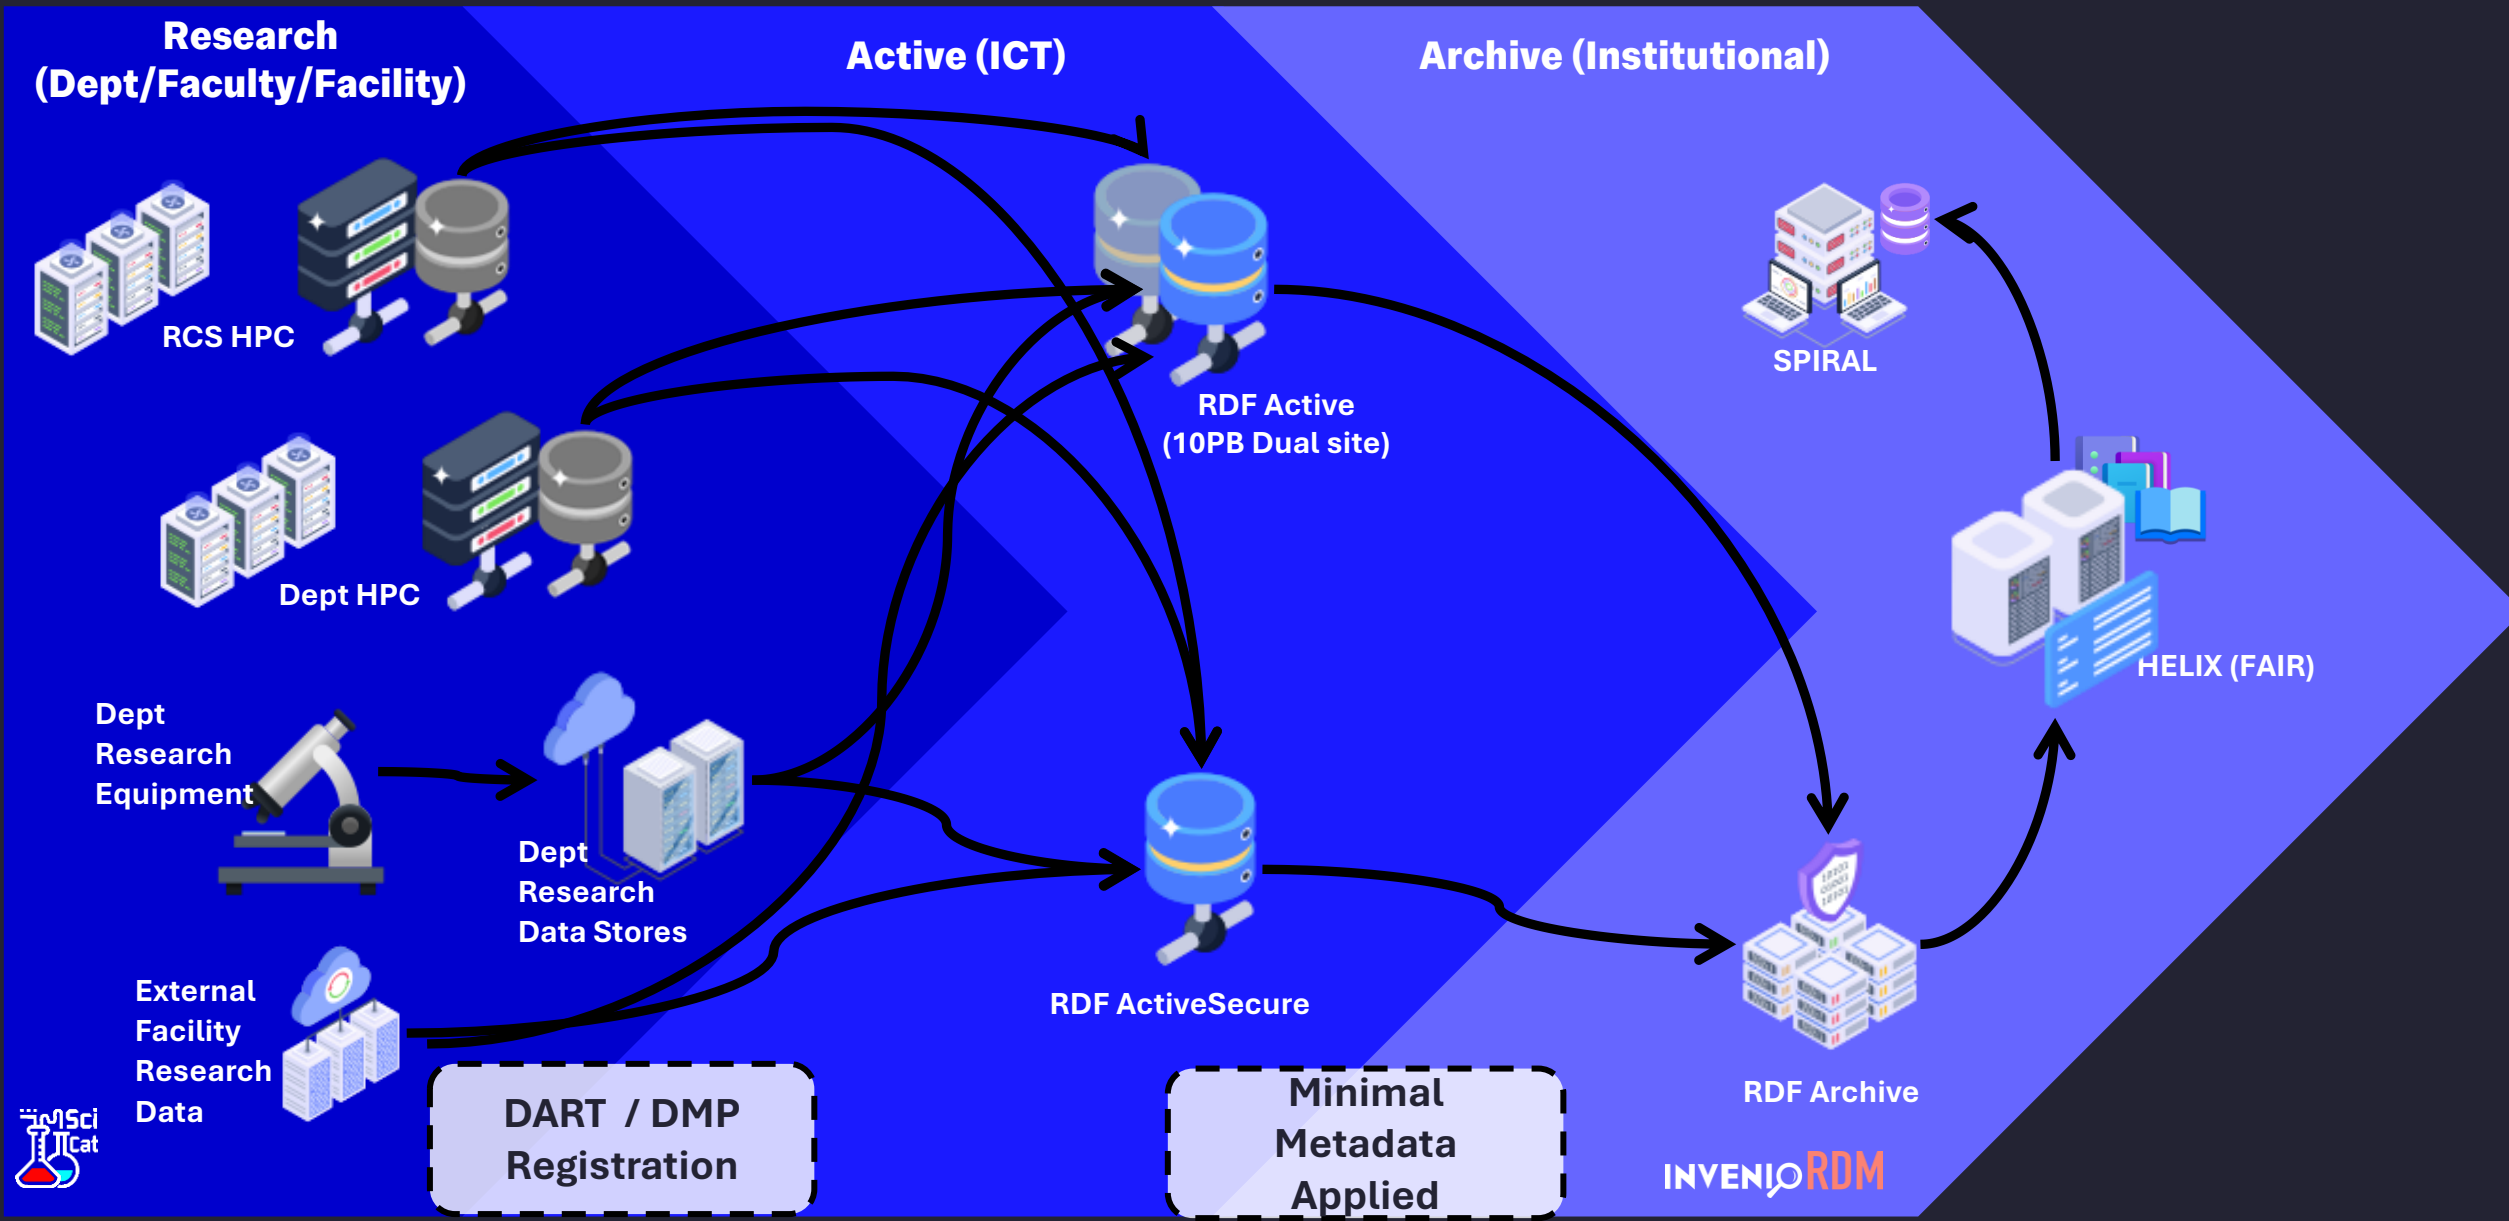 Research
(Dept/Faculty/Facility)
Active (ICT)
Archive (Institutional)
RCS HPC
SPIRAL
RDF Active
(10PB Dual site)
Dept HPC
HELIX (FAIR)
Dept
Research
Equipment
Dept
Research
Data Stores
External
Facility
Research
Data
RDF ActiveSecure
RDF Archive
Sci
Cat
DART / DMP
Registration
Minimal
Metadata
Applied
INVENIO RDM